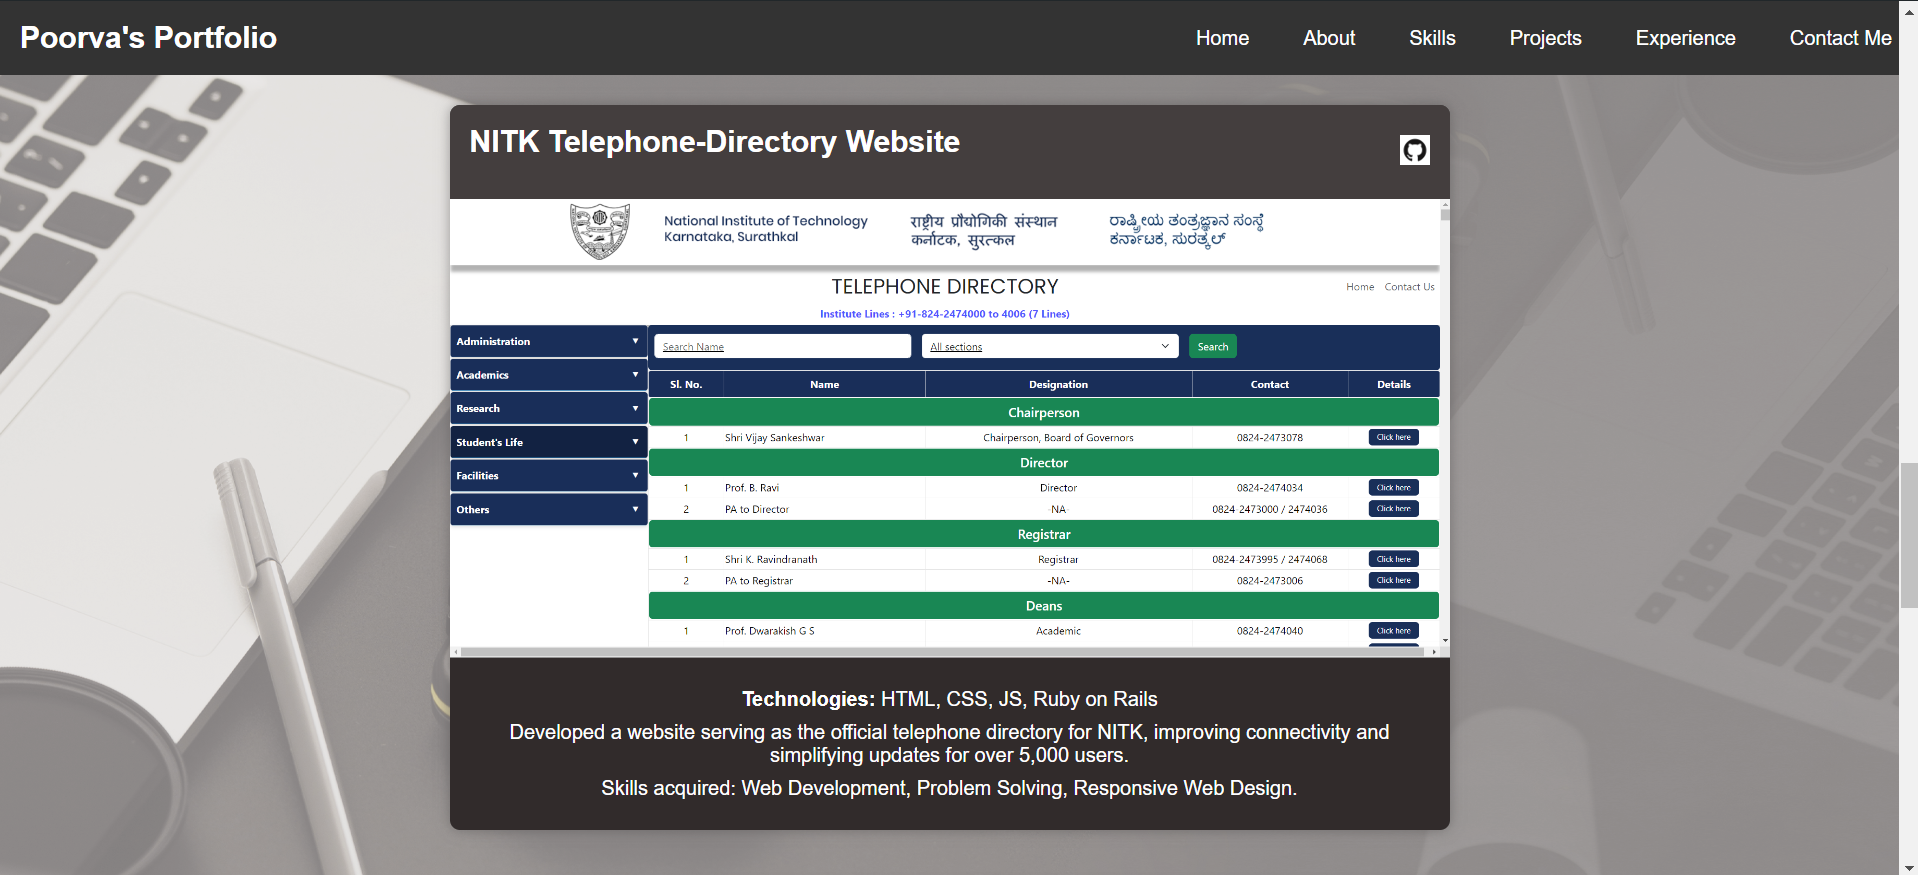 Poorva's Portfolio
Home About Skills Projects Experience Contact Me
NITK Telephone-Directory Website
National Institute of Technology
Karnataka, Surathkal
राष्ट्रीय प्रौद्योगिकी संस्थान
कर्नाटक, सुरत्कल
ರಾಷ್ಟ್ರೀಯ ತಂತ್ರಜ್ಞಾನ ಸಂಸ್ಥೆ
ಕರ್ನಾಟಕ, ಸುರತ್ಕಲ್
TELEPHONE DIRECTORY
Home Contact Us
Institute Lines : +91-824-2474000 to 4006 (7 Lines)
Administration
Academics
Research
Student's Life
Facilities
Others
Search Name All sections Search
Sl. No. Name Designation Contact Details
Chairperson
1 Shri Vijay Sankeshwar Chairperson, Board of Governors 0824-2473078 Click here
Director
1 Prof. B. Ravi Director 0824-2474034 Click here
2 PA to Director -NA- 0824-2473000 / 2474036 Click here
Registrar
1 Shri K. Ravindranath Registrar 0824-2473995 / 2474068 Click here
2 PA to Registrar -NA- 0824-2473006 Click here
Deans
1 Prof. Dwarakish G S Academic 0824-2474040 Click here
Technologies: HTML, CSS, JS, Ruby on Rails
Developed a website serving as the official telephone directory for NITK, improving connectivity and
simplifying updates for over 5,000 users.
Skills acquired: Web Development, Problem Solving, Responsive Web Design.